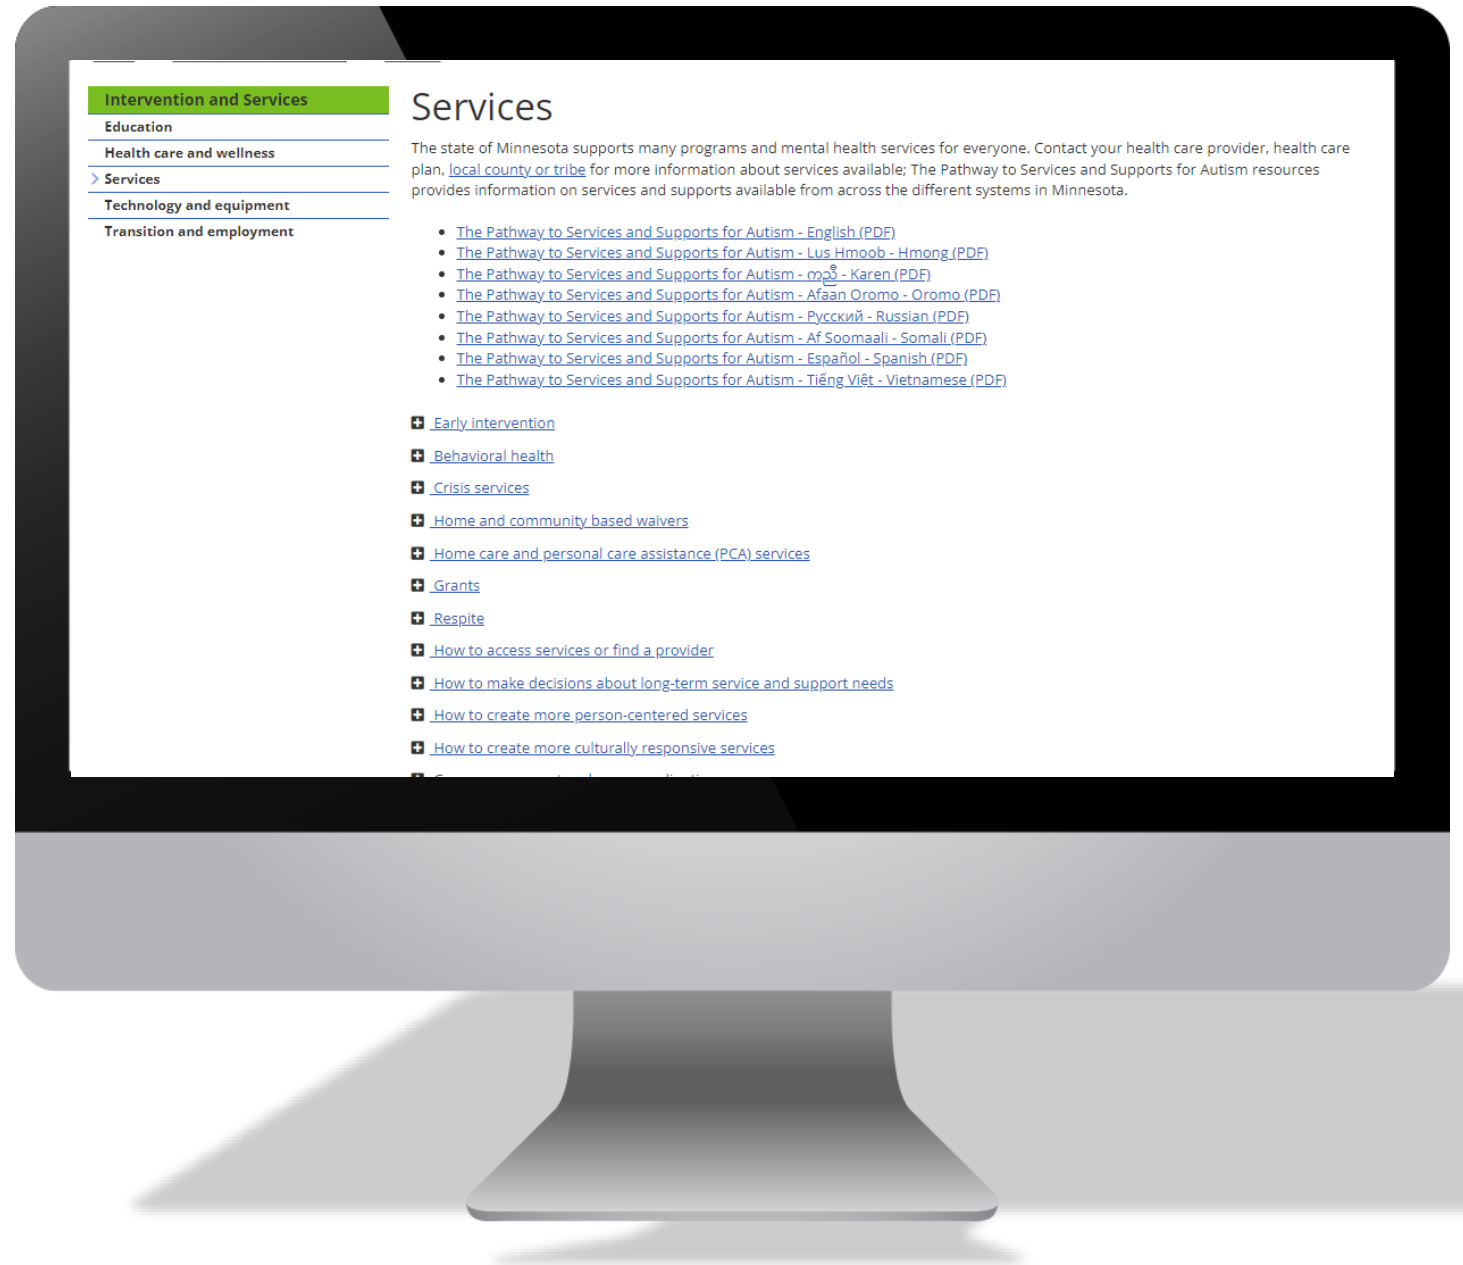 Intervention and Services
Education
Health care and wellness
Services
Technology and equipment
Transition and employment
Services
The state of Minnesota supports many programs and mental health services for everyone. Contact your health care provider, health care
plan, local county or tribe for more information about services available; The Pathway to Services and Supports for Autism resources
provides information on services and supports available from across the different systems in Minnesota.
The Pathway to Services and Supports for Autism - English (PDF)
The Pathway to Services and Supports for Autism - Lus Hmoob - Hmong (PDF)
The Pathway to Services and Supports for Autism - ကညီ - Karen (PDF)
The Pathway to Services and Supports for Autism - Afaan Oromo - Oromo (PDF)
The Pathway to Services and Supports for Autism - Русский - Russian (PDF)
The Pathway to Services and Supports for Autism - Af Soomaali - Somali (PDF)
The Pathway to Services and Supports for Autism - Español - Spanish (PDF)
The Pathway to Services and Supports for Autism - Tiếng Việt - Vietnamese (PDF)
Early intervention
Behavioral health
Crisis services
Home and community based waivers
Home care and personal care assistance (PCA) services
Grants
Respite
How to access services or find a provider
How to make decisions about long-term service and support needs
How to create more person-centered services
How to create more culturally responsive services